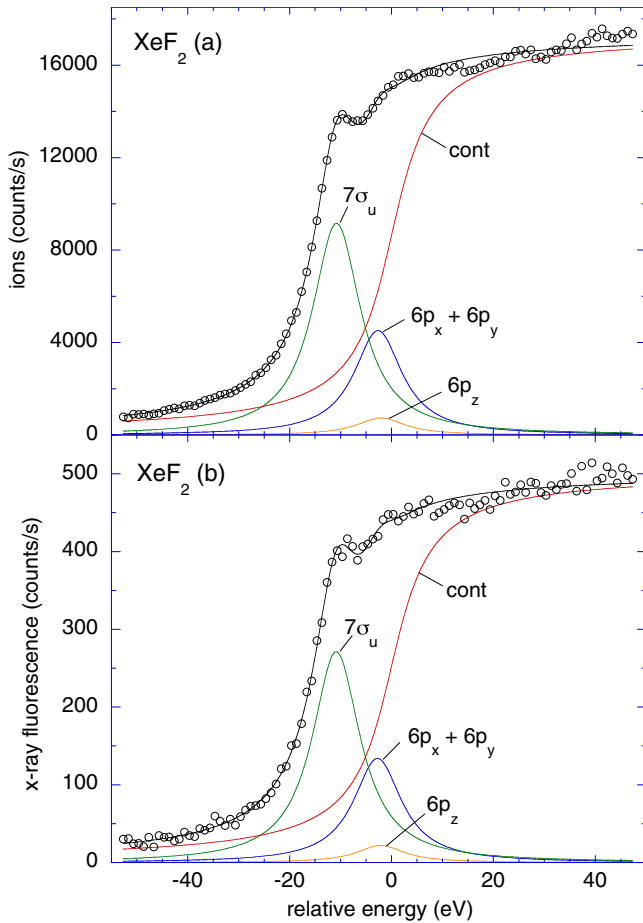 XeF2 (a)
16000
12000
8000
4000
0
ions (counts/s)
cont
7σu
6px + 6py
6pz
XeF2 (b)
500
400
300
200
100
0
x-ray fluorescence (counts/s)
cont
7σu
6px + 6py
6pz
-40 -20 0 20 40
relative energy (eV)